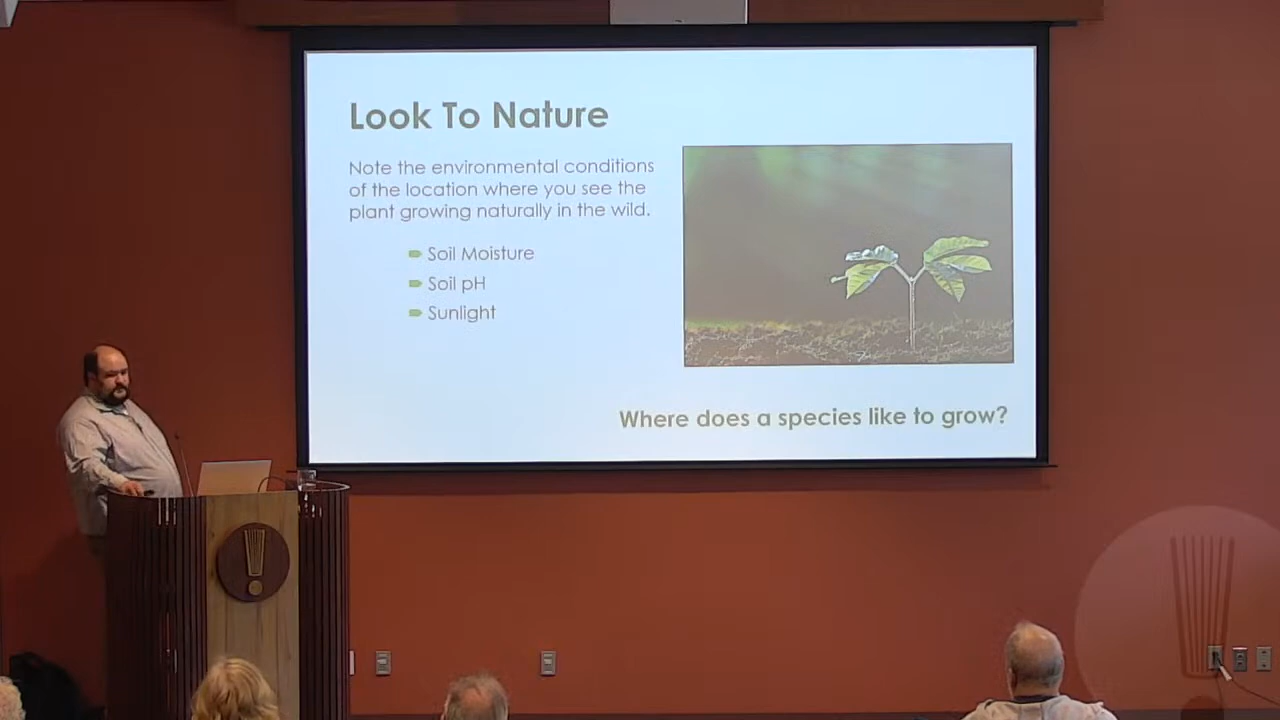 Look To Nature
Note the environmental conditions
of the location where you see the
plant growing naturally in the wild.
Soil Moisture
Soil pH
Sunlight
Where does a species like to grow?